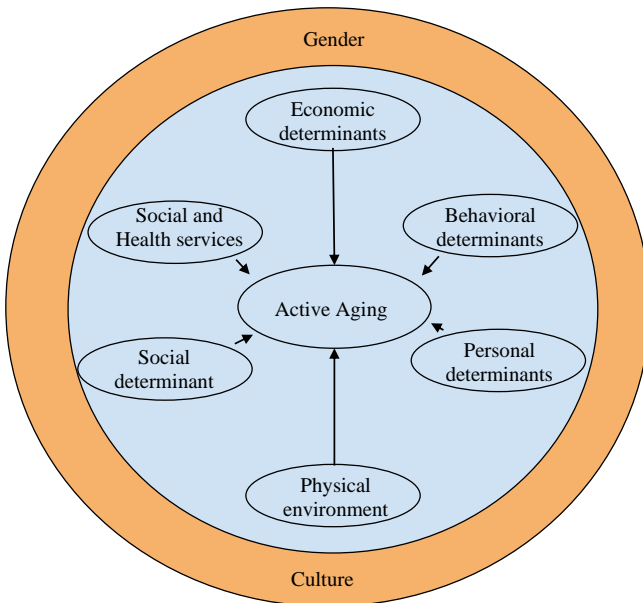 Gender
Economic
determinants
Social and
Health services
Behavioral
determinants
Active Aging
Social
determinant
Personal
determinants
Physical
environment
Culture